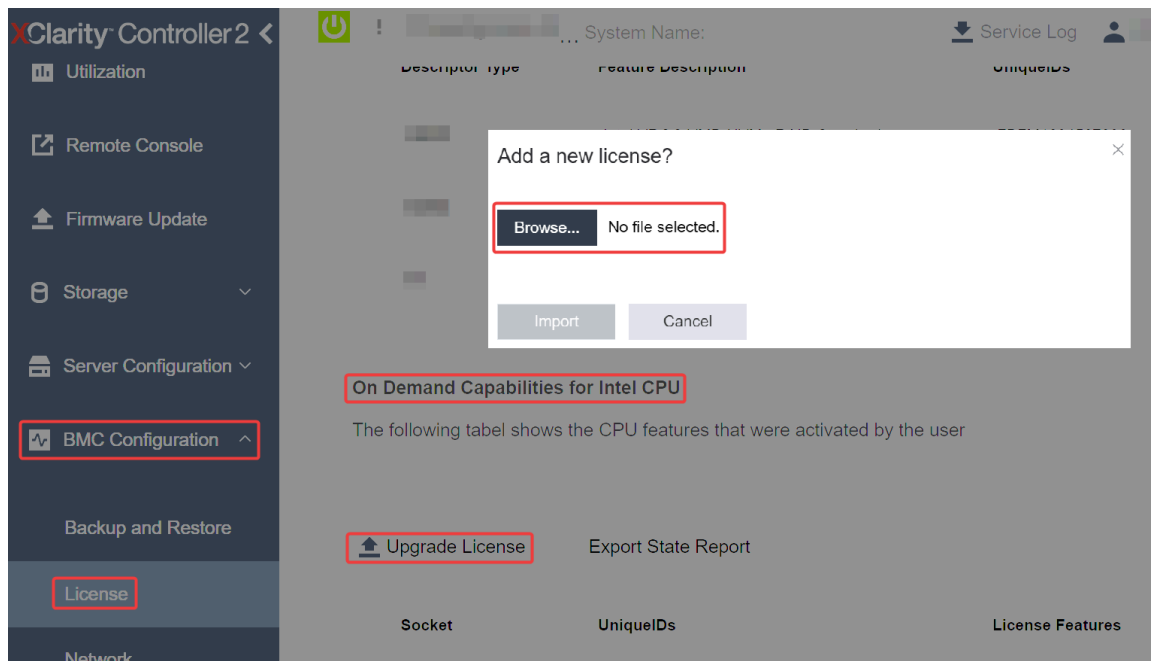 XClarity Controller 2
Utilization
Remote Console
Firmware Update
Storage
Server Configuration
BMC Configuration
Backup and Restore
License
Network
! ... System Name:
Service Log
Descriptor Type Feature Description UniqueIDs
Add a new license?
Browse... No file selected.
Import Cancel
On Demand Capabilities for Intel CPU
The following tabel shows the CPU features that were activated by the user
Upgrade License Export State Report
Socket UniqueIDs License Features